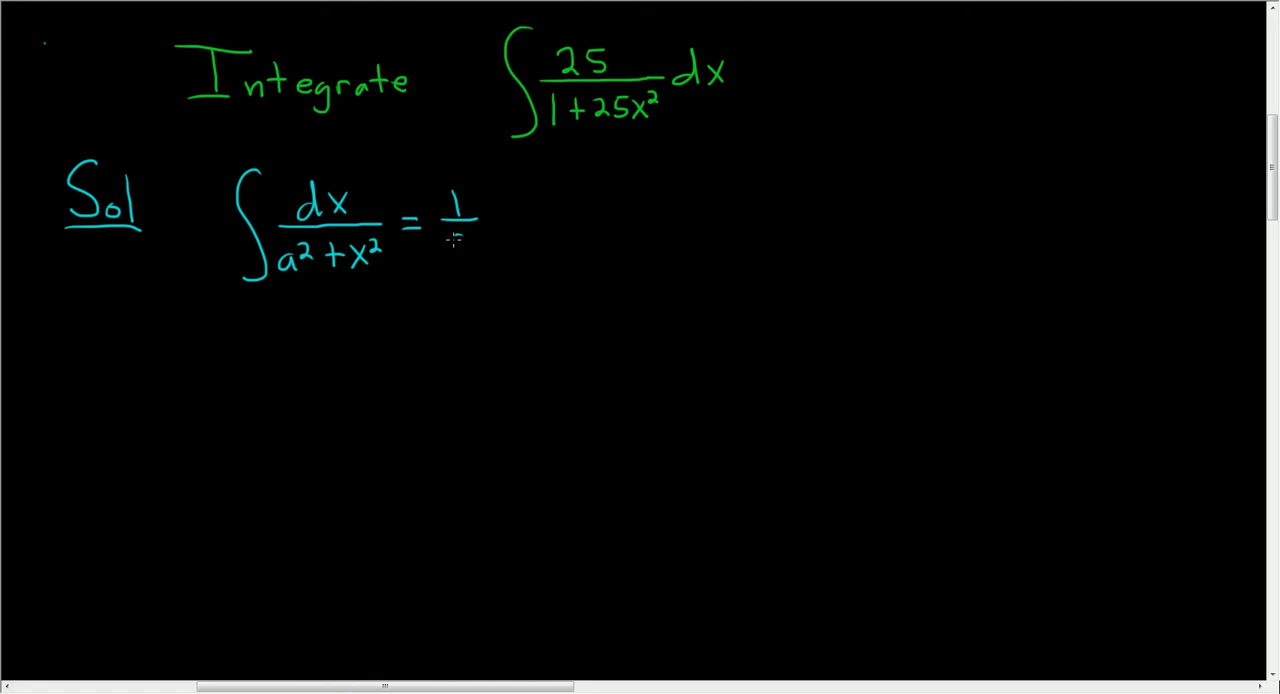 Integrate ∫ 25/(1+25x²) dx
Sol ∫ dx/(a²+x²) = 1/